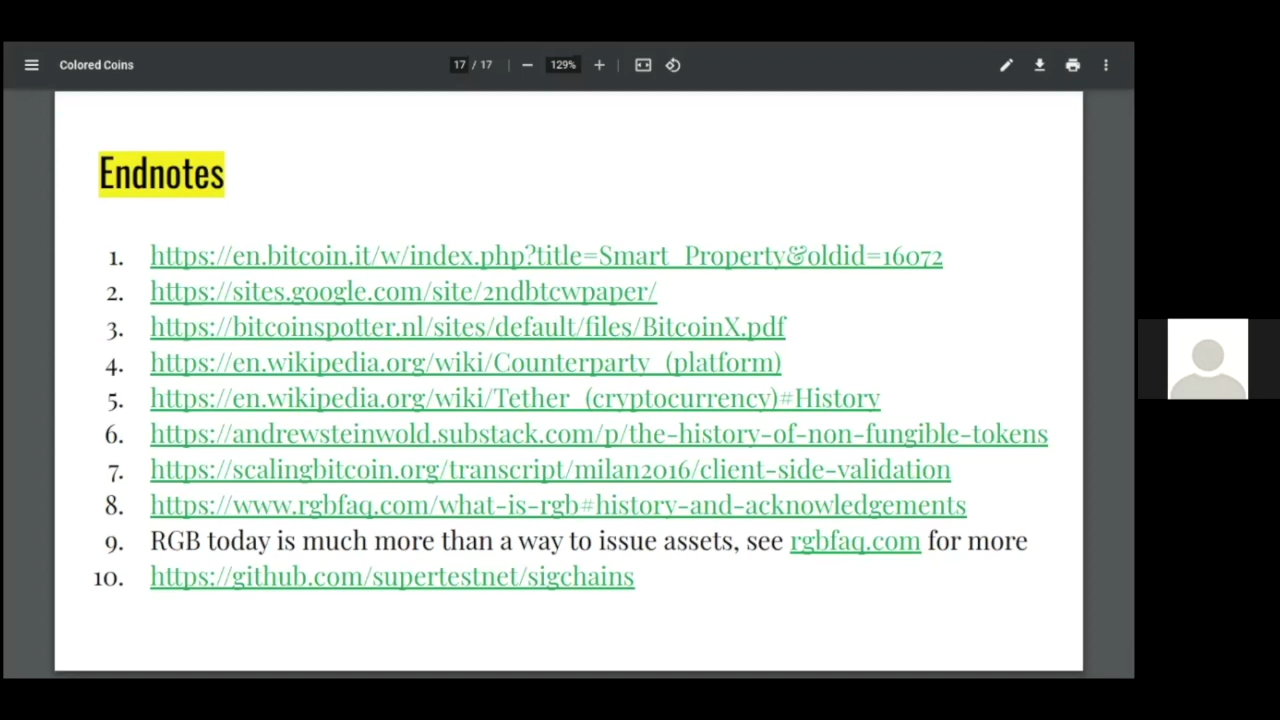 Colored Coins
17 / 17
129%
Endnotes
1. https://en.bitcoin.it/w/index.php?title=Smart_Property&oldid=16072
2. https://sites.google.com/site/2ndbtcwpaper/
3. https://bitcoinspotter.nl/sites/default/files/BitcoinX.pdf
4. https://en.wikipedia.org/wiki/Counterparty_(platform)
5. https://en.wikipedia.org/wiki/Tether_(cryptocurrency)#History
6. https://andrewsteinwold.substack.com/p/the-history-of-non-fungible-tokens
7. https://scalingbitcoin.org/transcript/milan2016/client-side-validation
8. https://www.rgbfaq.com/what-is-rgb#history-and-acknowledgements
9. RGB today is much more than a way to issue assets, see rgbfaq.com for more
10. https://github.com/supertestnet/sigchains